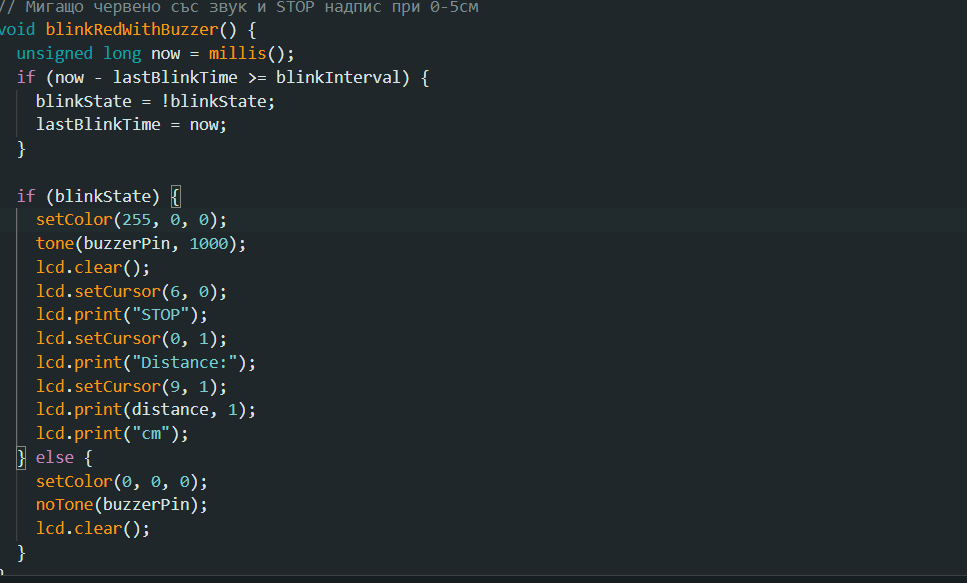 // Мигащо червено със звук и STOP надпис при 0-5см
void blinkRedWithBuzzer() {
  unsigned long now = millis();
  if (now - lastBlinkTime >= blinkInterval) {
    blinkState = !blinkState;
    lastBlinkTime = now;
  }

  if (blinkState) {
    setColor(255, 0, 0);
    tone(buzzerPin, 1000);
    lcd.clear();
    lcd.setCursor(6, 0);
    lcd.print("STOP");
    lcd.setCursor(0, 1);
    lcd.print("Distance:");
    lcd.setCursor(9, 1);
    lcd.print(distance, 1);
    lcd.print("cm");
  } else {
    setColor(0, 0, 0);
    noTone(buzzerPin);
    lcd.clear();
  }